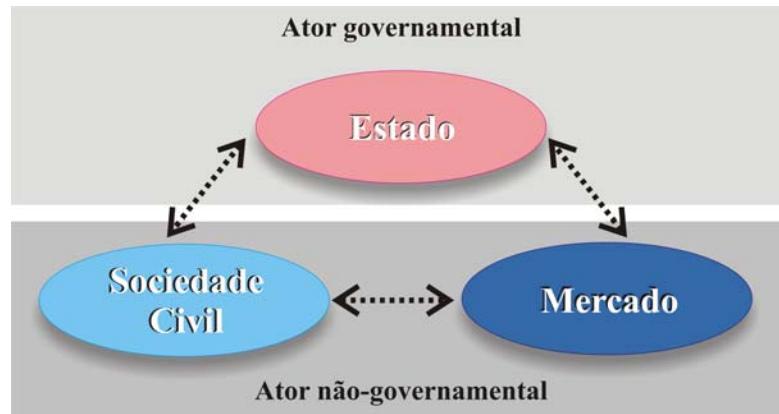 Ator governamental
Estado
Sociedade
Civil
Mercado
Ator não-governamental